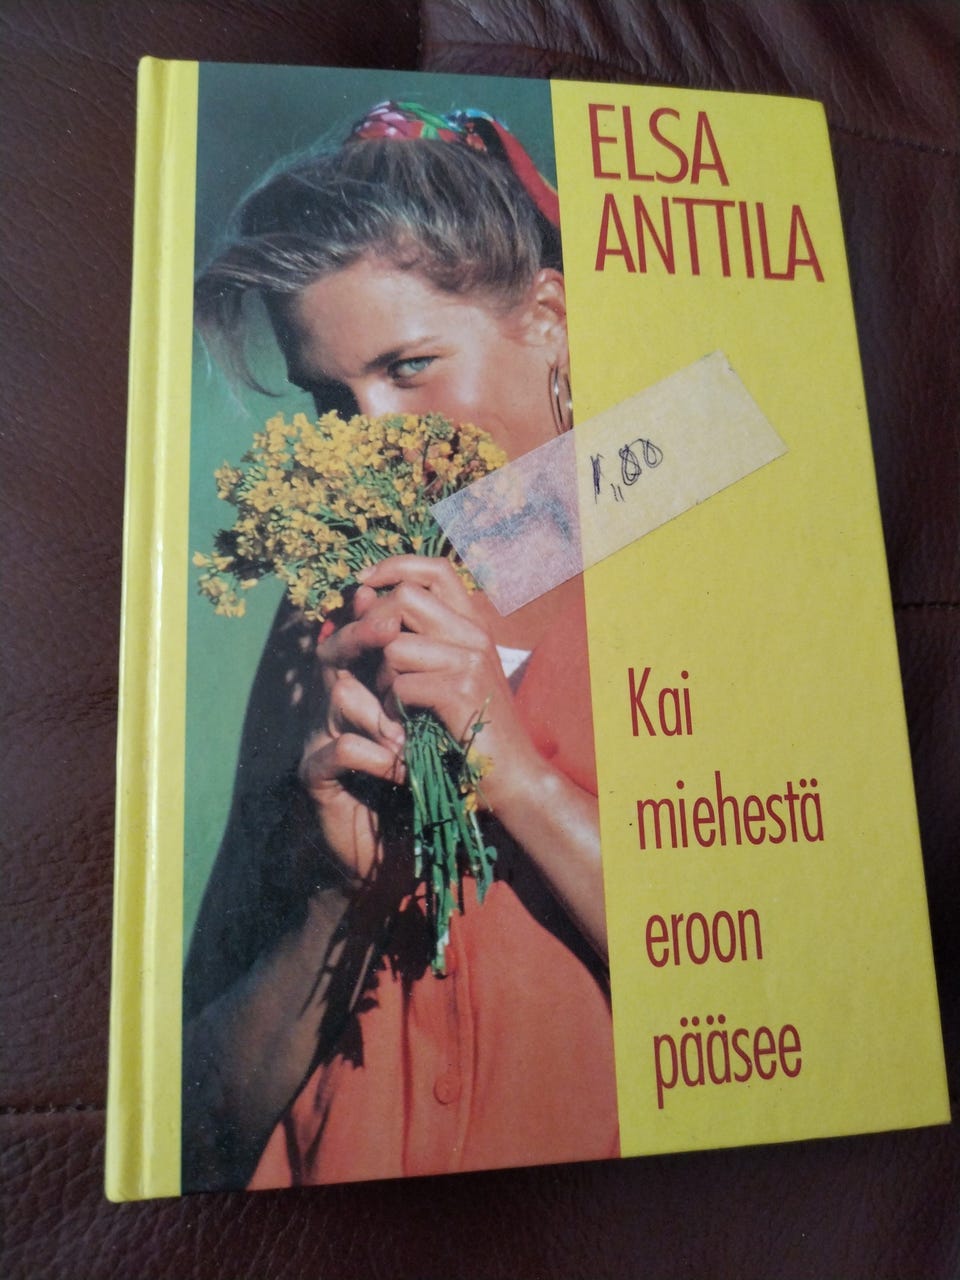 ELSA
ANTTILA
1,,00
Kai
miehestä
eroon
pääsee